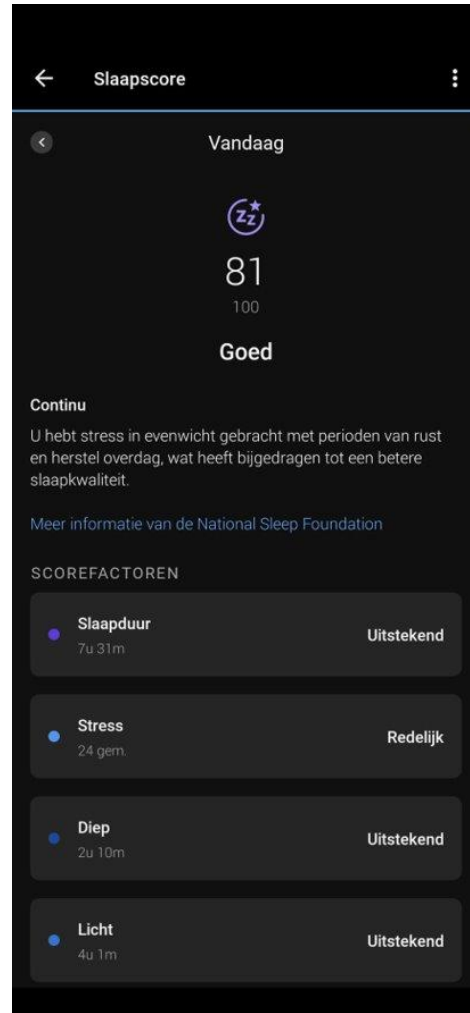 Slaapscore
Vandaag
zz
81
100
Goed
Continu
U hebt stress in evenwicht gebracht met perioden van rust
en herstel overdag, wat heeft bijgedragen tot een betere
slaapkwaliteit.
Meer informatie van de National Sleep Foundation
SCOREFACTOREN
Slaapduur
7u 31m
Uitstekend
Stress
24 gem.
Redelijk
Diep
2u 10m
Uitstekend
Licht
4u 1m
Uitstekend